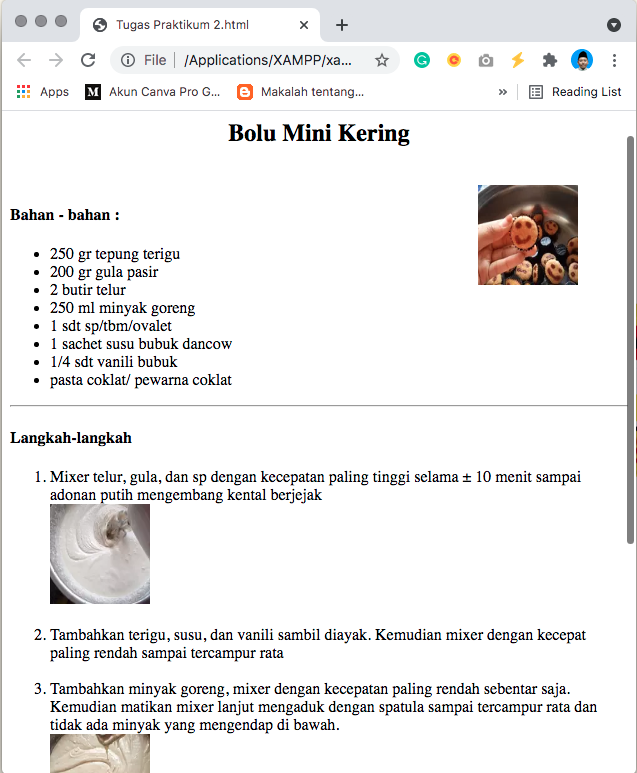 Tugas Praktikum 2.html
File
/Applications/XAMPP/xa...
Apps
M
Akun Canva Pro G...
Makalah tentang...
»
Reading List
Bolu Mini Kering
Bahan - bahan :
250 gr tepung terigu
200 gr gula pasir
2 butir telur
250 ml minyak goreng
1 sdt sp/tbm/ovalet
1 sachet susu bubuk dancow
1/4 sdt vanili bubuk
pasta coklat/ pewarna coklat
Langkah-langkah
1. Mixer telur, gula, dan sp dengan kecepatan paling tinggi selama ± 10 menit sampai
adonan putih mengembang kental berjejak
2. Tambahkan terigu, susu, dan vanili sambil diayak. Kemudian mixer dengan kecepat
paling rendah sampai tercampur rata
3. Tambahkan minyak goreng, mixer dengan kecepatan paling rendah sebentar saja.
Kemudian matikan mixer lanjut mengaduk dengan spatula sampai tercampur rata dan
tidak ada minyak yang mengendap di bawah.